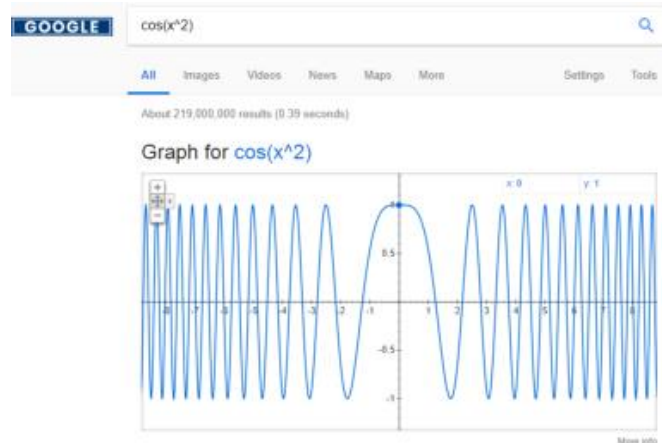 GOOGLE
cos(x^2)
All Images Videos News Maps More Settings Tools
About 219,000,000 results (0.39 seconds)
Graph for cos(x^2)
x: 0 y: 1
0.5
-8 -7 -6 -5 -4 -3 -2 -1 1 2 3 4 5 6 7 8
-0.5
-1
More info